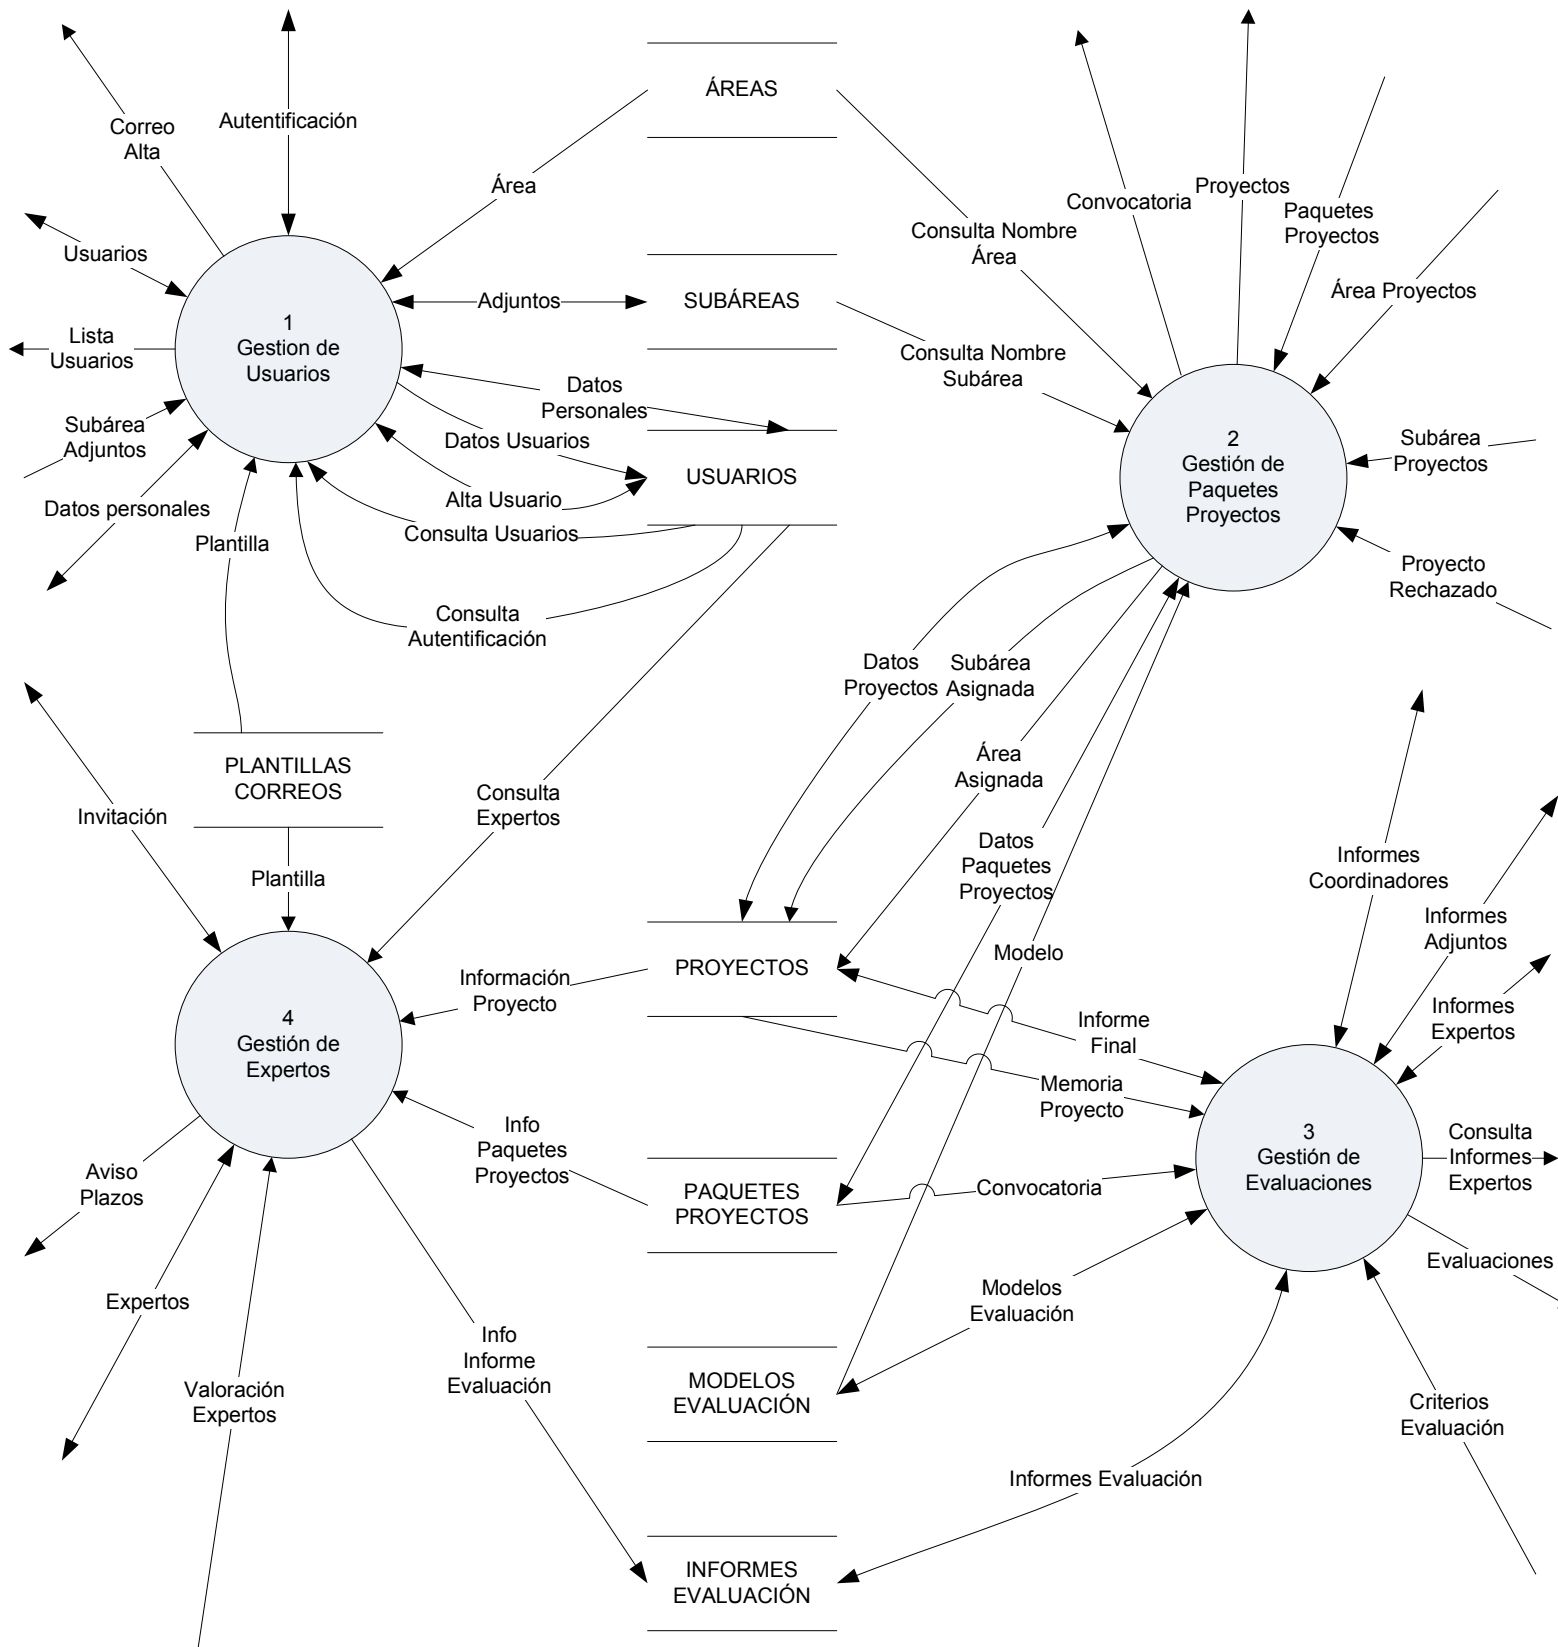 ÁREAS
Autentificación
Correo
Alta
Área
Proyectos
Convocatoria
Paquetes
Proyectos
Consulta Nombre
Área
Usuarios
Área Proyectos
Adjuntos
SUBÁREAS
1
Gestion de
Usuarios
Lista
Usuarios
Consulta Nombre
Subárea
Datos
Personales
Subárea
Adjuntos
Datos Usuarios
2
Gestión de
Paquetes
Proyectos
Subárea
Proyectos
USUARIOS
Alta Usuario
Datos personales
Consulta Usuarios
Plantilla
Proyecto
Rechazado
Consulta
Autentificación
Datos
Proyectos
Subárea
Asignada
PLANTILLAS
CORREOS
Área
Asignada
Invitación
Consulta
Expertos
Datos
Paquetes
Proyectos
Informes
Coordinadores
Plantilla
Informes
Adjuntos
Modelo
PROYECTOS
Información
Proyecto
Informes
Expertos
4
Gestión de
Expertos
Informe
Final
Memoria
Proyecto
Info
Paquetes
Proyectos
3
Gestión de
Evaluaciones
Consulta
Informes
Expertos
Aviso
Plazos
PAQUETES
PROYECTOS
Convocatoria
Evaluaciones
Expertos
Modelos
Evaluación
Info
Informe
Evaluación
MODELOS
EVALUACIÓN
Valoración
Expertos
Criterios
Evaluación
Informes Evaluación
INFORMES
EVALUACIÓN